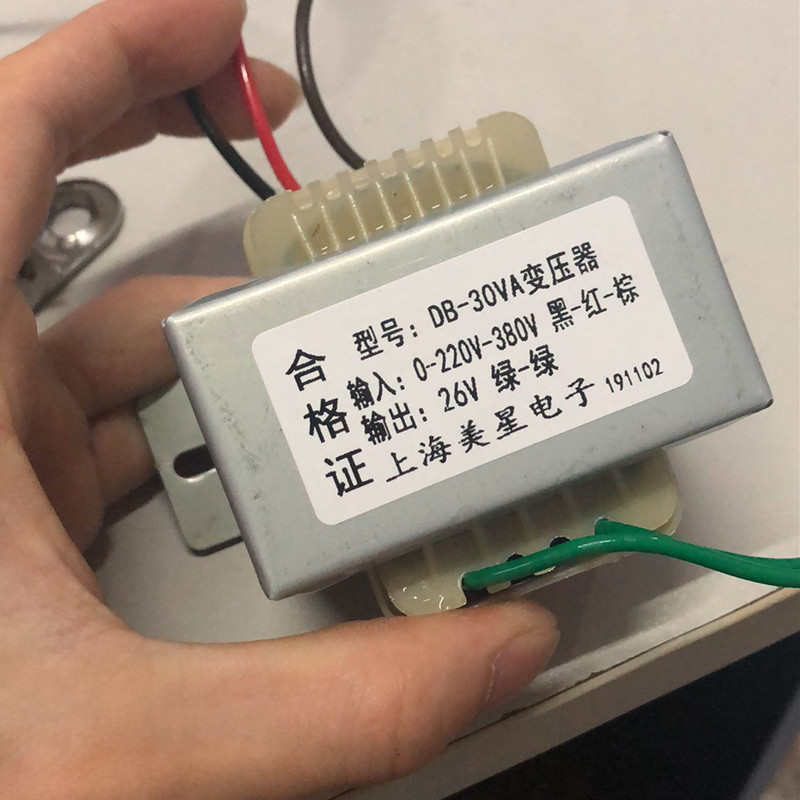 合格证
型号：DB-30VA变压器
输入：0-220V-380V 黑-红-棕
输出：26V 绿-绿
上海美星电子 191102